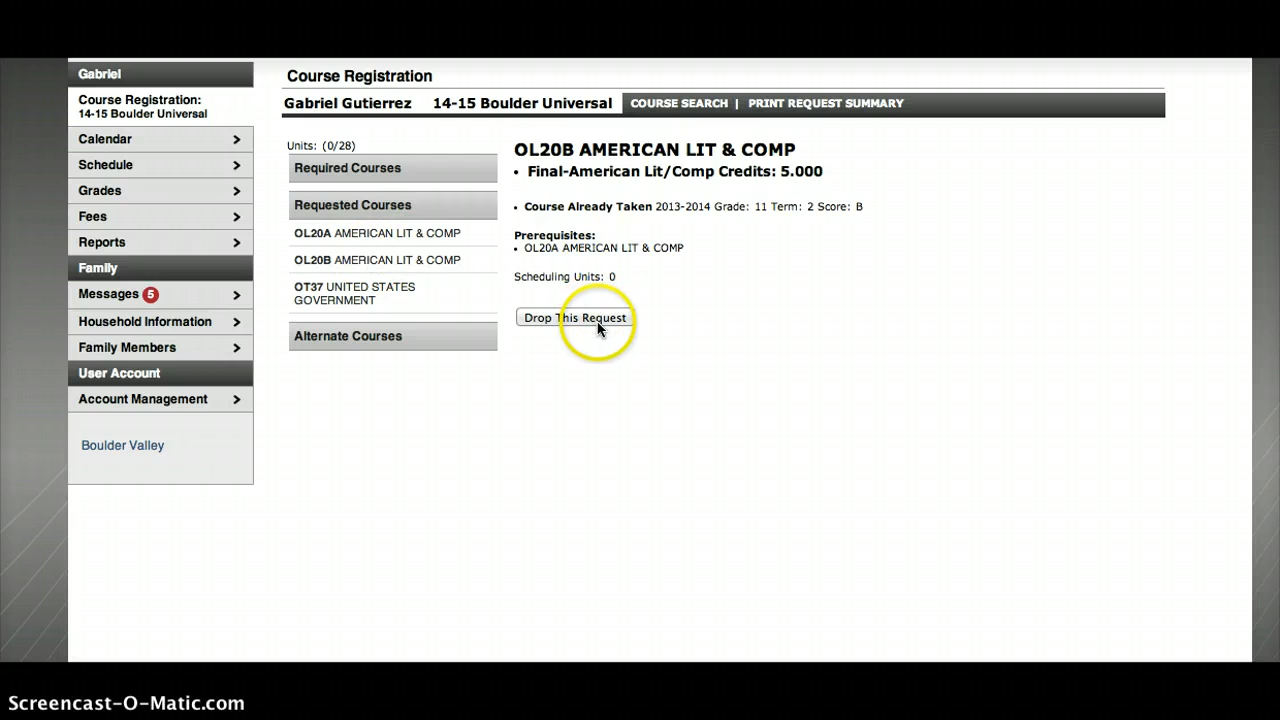 Gabriel
Course Registration:
14-15 Boulder Universal
Calendar
Schedule
Grades
Fees
Reports
Family
Messages 5
Household Information
Family Members
User Account
Account Management
Boulder Valley
Course Registration
Gabriel Gutierrez 14-15 Boulder Universal COURSE SEARCH | PRINT REQUEST SUMMARY
Units: (0/28)
Required Courses
Requested Courses
OL20A AMERICAN LIT & COMP
OL20B AMERICAN LIT & COMP
OT37 UNITED STATES
GOVERNMENT
Alternate Courses
OL20B AMERICAN LIT & COMP
• Final-American Lit/Comp Credits: 5.000
• Course Already Taken 2013-2014 Grade: 11 Term: 2 Score: B
Prerequisites:
• OL20A AMERICAN LIT & COMP
Scheduling Units: 0
Drop This Request
Screencast-O-Matic.com